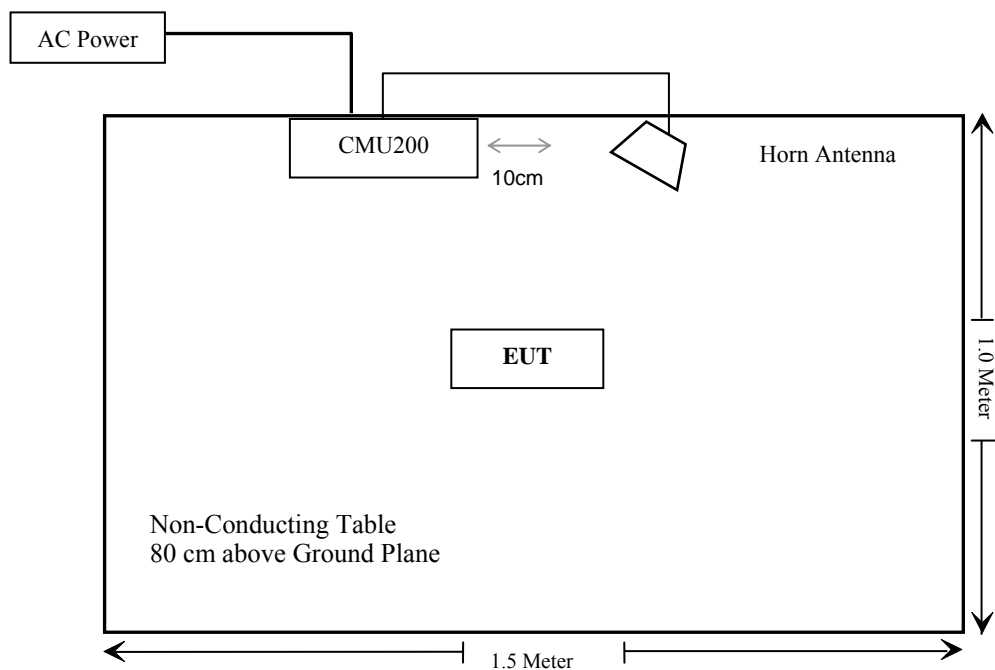 AC Power
CMU200
10cm
Horn Antenna
EUT
1.0 Meter
Non-Conducting Table
80 cm above Ground Plane
1.5 Meter